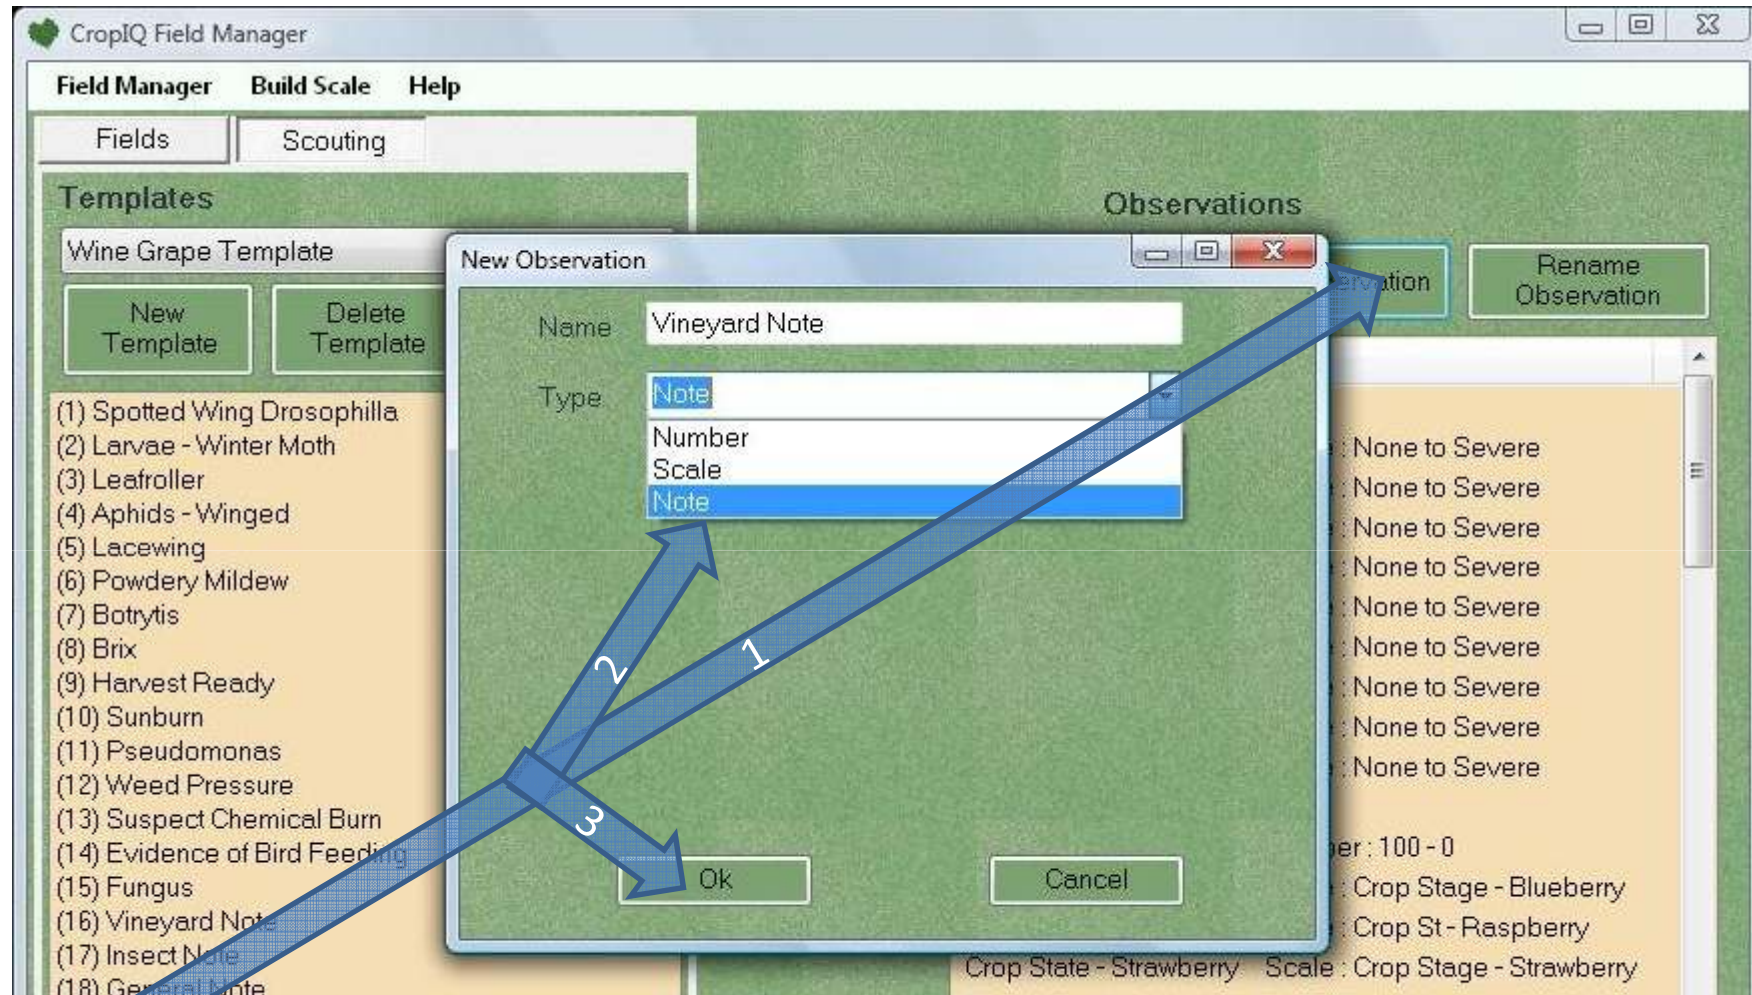 CropIQ Field Manager
Field Manager Build Scale Help
Fields Scouting
Templates
Wine Grape Template
New Template
Delete Template
(1) Spotted Wing Drosophilla
(2) Larvae - Winter Moth
(3) Leafroller
(4) Aphids - Winged
(5) Lacewing
(6) Powdery Mildew
(7) Botrytis
(8) Brix
(9) Harvest Ready
(10) Sunburn
(11) Pseudomonas
(12) Weed Pressure
(13) Suspect Chemical Burn
(14) Evidence of Bird Feeding
(15) Fungus
(16) Vineyard Note
(17) Insect Note
(18) General Note
New Observation
Name Vineyard Note
Type Note
Number
Scale
Note
2
1
3
Ok Cancel
Observations
Rename Observation
: None to Severe
: None to Severe
: None to Severe
: None to Severe
: None to Severe
: None to Severe
: None to Severe
: None to Severe
: None to Severe
: 100 - 0
: Crop Stage - Blueberry
: Crop St - Raspberry
Crop State - Strawberry Scale : Crop Stage - Strawberry